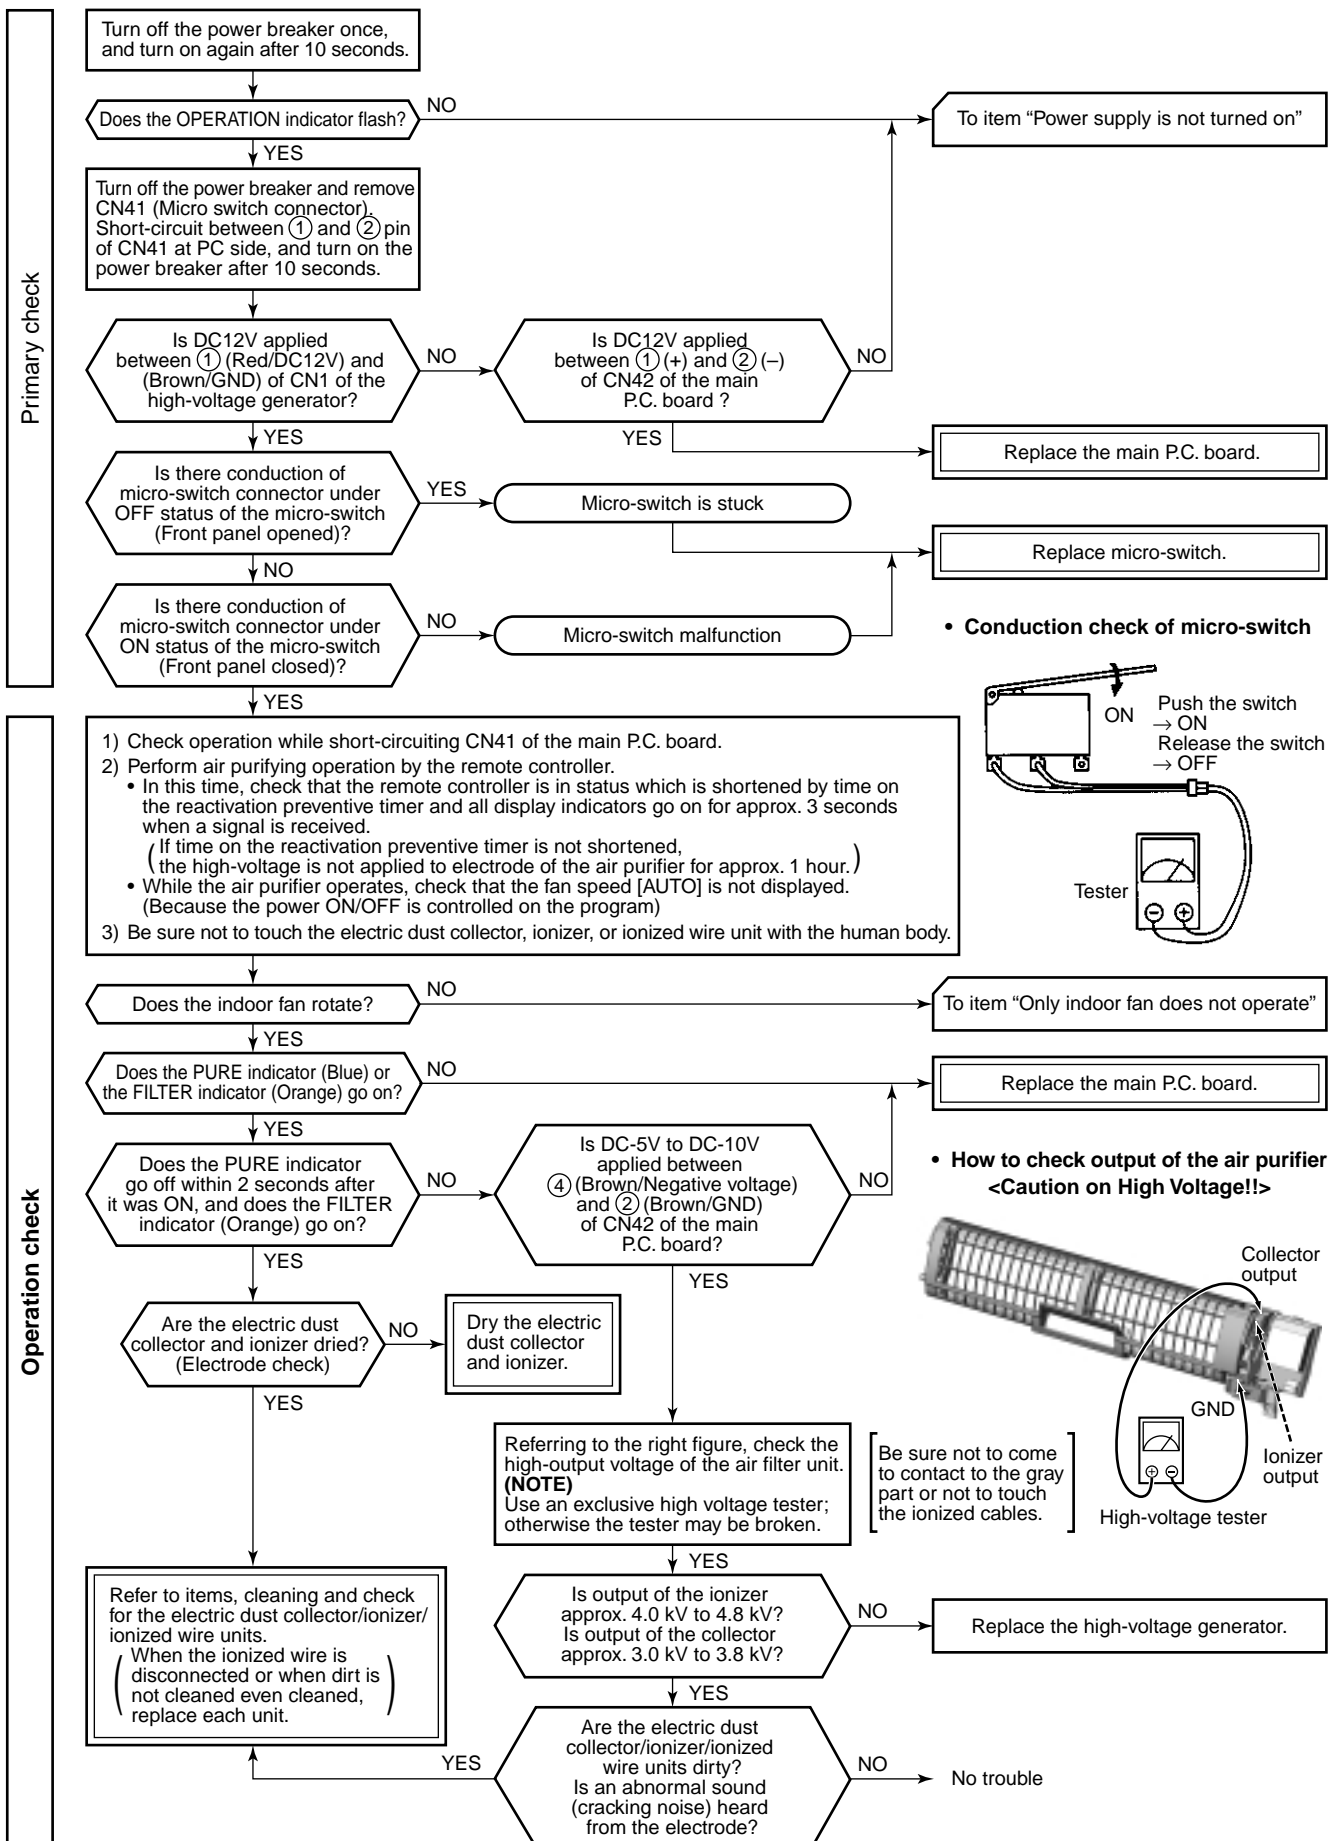 Primary check
Turn off the power breaker once,
and turn on again after 10 seconds.
Does the OPERATION indicator flash?
NO
To item “Power supply is not turned on”
YES
Turn off the power breaker and remove
CN41 (Micro switch connector).
Short-circuit between ① and ② pin
of CN41 at PC side, and turn on the
power breaker after 10 seconds.
Is DC12V applied
between ① (Red/DC12V) and
(Brown/GND) of CN1 of the
high-voltage generator?
NO
Is DC12V applied
between ① (+) and ② (–)
of CN42 of the main
P.C. board ?
NO
YES
YES
Replace the main P.C. board.
Is there conduction of
micro-switch connector under
OFF status of the micro-switch
(Front panel opened)?
YES
Micro-switch is stuck
Replace micro-switch.
NO
Is there conduction of
micro-switch connector under
ON status of the micro-switch
(Front panel closed)?
NO
Micro-switch malfunction
YES
• Conduction check of micro-switch
ON
Push the switch
→ ON
Release the switch
→ OFF
Tester
Operation check
1) Check operation while short-circuiting CN41 of the main P.C. board.
2) Perform air purifying operation by the remote controller.
• In this time, check that the remote controller is in status which is shortened by time on
the reactivation preventive timer and all display indicators go on for approx. 3 seconds
when a signal is received.
(If time on the reactivation preventive timer is not shortened,
the high-voltage is not applied to electrode of the air purifier for approx. 1 hour.)
• While the air purifier operates, check that the fan speed [AUTO] is not displayed.
(Because the power ON/OFF is controlled on the program)
3) Be sure not to touch the electric dust collector, ionizer, or ionized wire unit with the human body.
Does the indoor fan rotate?
NO
To item “Only indoor fan does not operate”
YES
Does the PURE indicator (Blue) or
the FILTER indicator (Orange) go on?
NO
Replace the main P.C. board.
YES
Does the PURE indicator
go off within 2 seconds after
it was ON, and does the FILTER
indicator (Orange) go on?
NO
Is DC-5V to DC-10V
applied between
④ (Brown/Negative voltage)
and ② (Brown/GND)
of CN42 of the main
P.C. board?
NO
YES
YES
• How to check output of the air purifier
<Caution on High Voltage!!>
Collector
output
GND
Ionizer
output
High-voltage tester
Are the electric dust
collector and ionizer dried?
(Electrode check)
NO
Dry the electric
dust collector
and ionizer.
YES
Referring to the right figure, check the
high-output voltage of the air filter unit.
(NOTE)
Use an exclusive high voltage tester;
otherwise the tester may be broken.
[Be sure not to come
to contact to the gray
part or not to touch
the ionized cables.]
YES
Refer to items, cleaning and check
for the electric dust collector/ionizer/
ionized wire units.
(When the ionized wire is
disconnected or when dirt is
not cleaned even cleaned,
replace each unit.)
Is output of the ionizer
approx. 4.0 kV to 4.8 kV?
Is output of the collector
approx. 3.0 kV to 3.8 kV?
NO
Replace the high-voltage generator.
YES
Are the electric dust
collector/ionizer/ionized
wire units dirty?
Is an abnormal sound
(cracking noise) heard
from the electrode?
YES
NO
No trouble